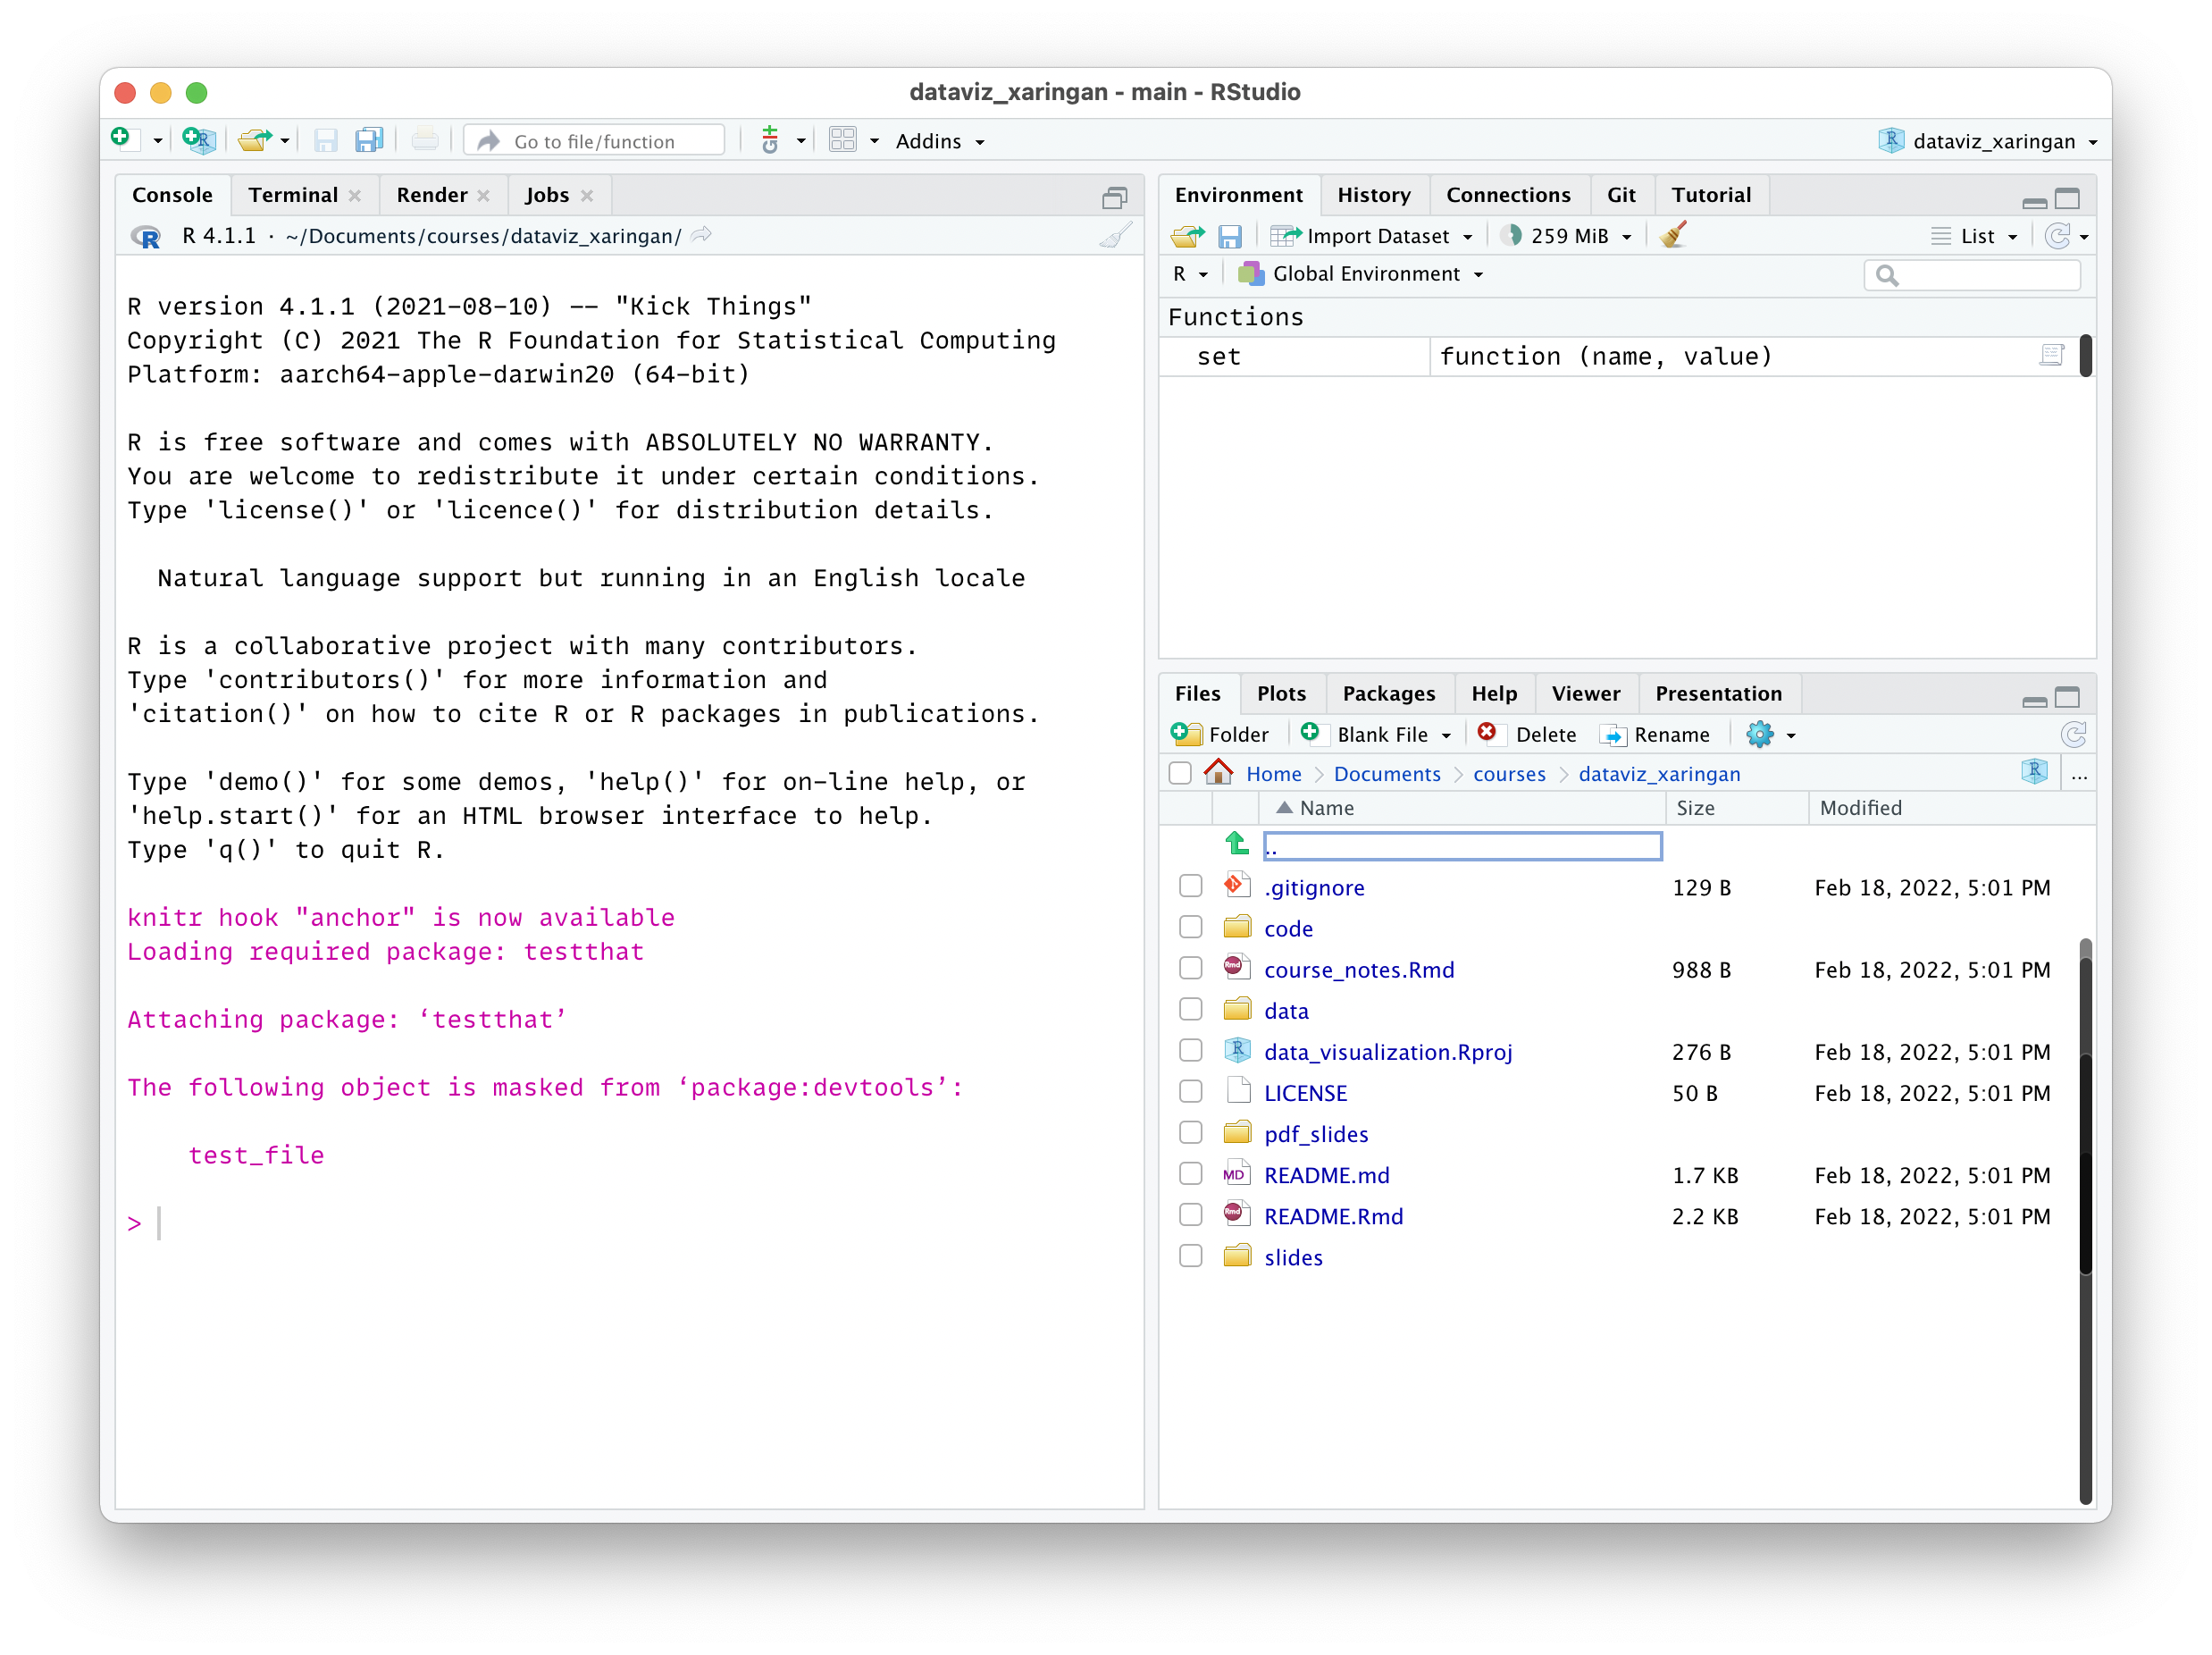 dataviz_xaringan - main - RStudio
Go to file/function
Addins
dataviz_xaringan
Console Terminal Render Jobs
R 4.1.1 · ~/Documents/courses/dataviz_xaringan/
R version 4.1.1 (2021-08-10) -- "Kick Things"
Copyright (C) 2021 The R Foundation for Statistical Computing
Platform: aarch64-apple-darwin20 (64-bit)
R is free software and comes with ABSOLUTELY NO WARRANTY.
You are welcome to redistribute it under certain conditions.
Type 'license()' or 'licence()' for distribution details.
Natural language support but running in an English locale
R is a collaborative project with many contributors.
Type 'contributors()' for more information and
'citation()' on how to cite R or R packages in publications.
Type 'demo()' for some demos, 'help()' for on-line help, or
'help.start()' for an HTML browser interface to help.
Type 'q()' to quit R.
knitr hook "anchor" is now available
Loading required package: testthat
Attaching package: ‘testthat’
The following object is masked from ‘package:devtools’:
test_file
>
Environment History Connections Git Tutorial
Import Dataset 259 MiB List
R Global Environment
Functions
set function (name, value)
Files Plots Packages Help Viewer Presentation
Folder Blank File Delete Rename
Home Documents courses dataviz_xaringan ...
Name Size Modified
..
.gitignore 129 B Feb 18, 2022, 5:01 PM
code
course_notes.Rmd 988 B Feb 18, 2022, 5:01 PM
data
data_visualization.Rproj 276 B Feb 18, 2022, 5:01 PM
LICENSE 50 B Feb 18, 2022, 5:01 PM
pdf_slides
README.md 1.7 KB Feb 18, 2022, 5:01 PM
README.Rmd 2.2 KB Feb 18, 2022, 5:01 PM
slides